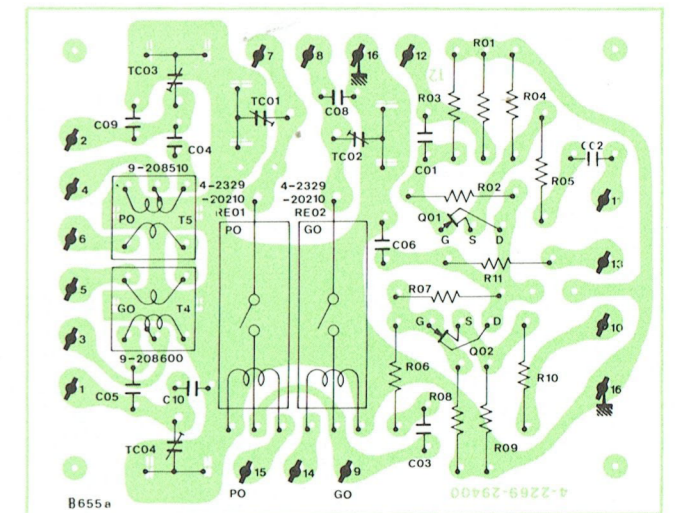 7
8
16
12
R01
TC03
TC01
C08
R03
R04
C09
C04
TC02
C01
CC2
2
9-208510
4
PO
T5
4-2329
-20210
RE01
PO
4-2329
-20210
RE02
GO
R02
R05
Q01
G
S
D
11
6
C06
R11
13
5
GO
T4
R07
G
S
D
10
3
9-208600
Q02
R06
R10
1
C05
C10
R08
16
TC04
C03
R09
15
14
9
PO
GO
4-2269-29400
B655a